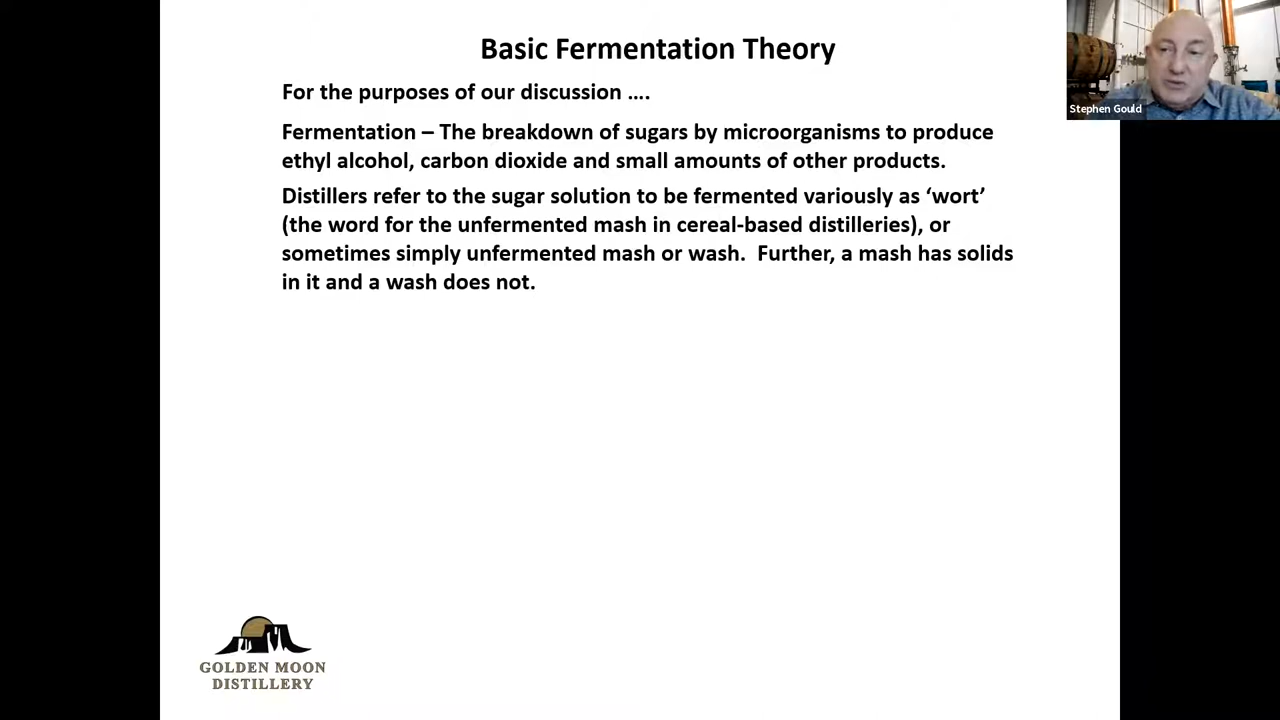 Basic Fermentation Theory
For the purposes of our discussion ....
Fermentation – The breakdown of sugars by microorganisms to produce
ethyl alcohol, carbon dioxide and small amounts of other products.
Distillers refer to the sugar solution to be fermented variously as ‘wort’
(the word for the unfermented mash in cereal-based distilleries), or
sometimes simply unfermented mash or wash.  Further, a mash has solids
in it and a wash does not.
Stephen Gould
GOLDEN MOON
DISTILLERY